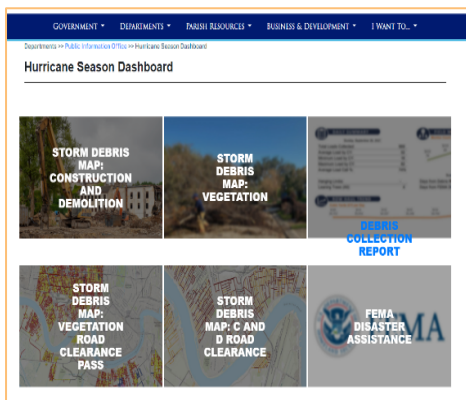 GOVERNMENT DEPARTMENTS PARISH RESOURCES BUSINESS & DEVELOPMENT I WANT TO...
Departments >> Public Information Office >> Hurricane Season Dashboard
Hurricane Season Dashboard
STORM DEBRIS
MAP:
CONSTRUCTION
AND
DEMOLITION
STORM
DEBRIS
MAP:
VEGETATION
DEBRIS
COLLECTION
REPORT
STORM
DEBRIS
MAP:
VEGETATION
ROAD
CLEARANCE
PASS
STORM
DEBRIS
MAP: C AND
D ROAD
CLEARANCE
FEMA
FEMA
DISASTER
ASSISTANCE